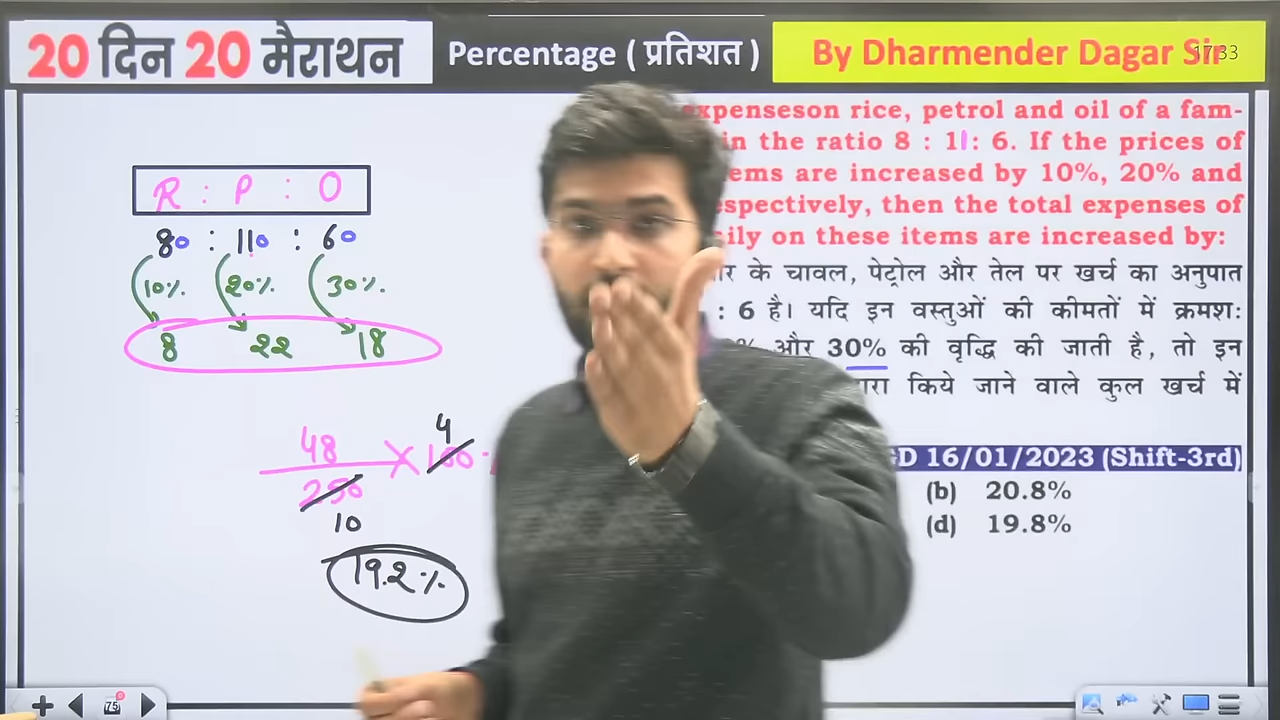 20 दिन 20 मैराथन
Percentage ( प्रतिशत )
By Dharmender Dagar Sir
17:33
R : P : O
80 : 110 : 60
10% 20% 30%
8 22 18
48
250
× 100
4
10
19.2%
rice, petrol and oil of a fam-
in the ratio 8 : 11: 6. If the prices of
are increased by 10%, 20% and
then the total expenses of
on these items are increased by:
के चावल, पेट्रोल और तेल पर खर्च का अनुपात
: 6 है। यदि इन वस्तुओं की कीमतों में क्रमश:
और 30% की वृद्धि की जाती है, तो इन
किये जाने वाले कुल खर्च में
16/01/2023 (Shift-3rd)
(b) 20.8%
(d) 19.8%
75
6